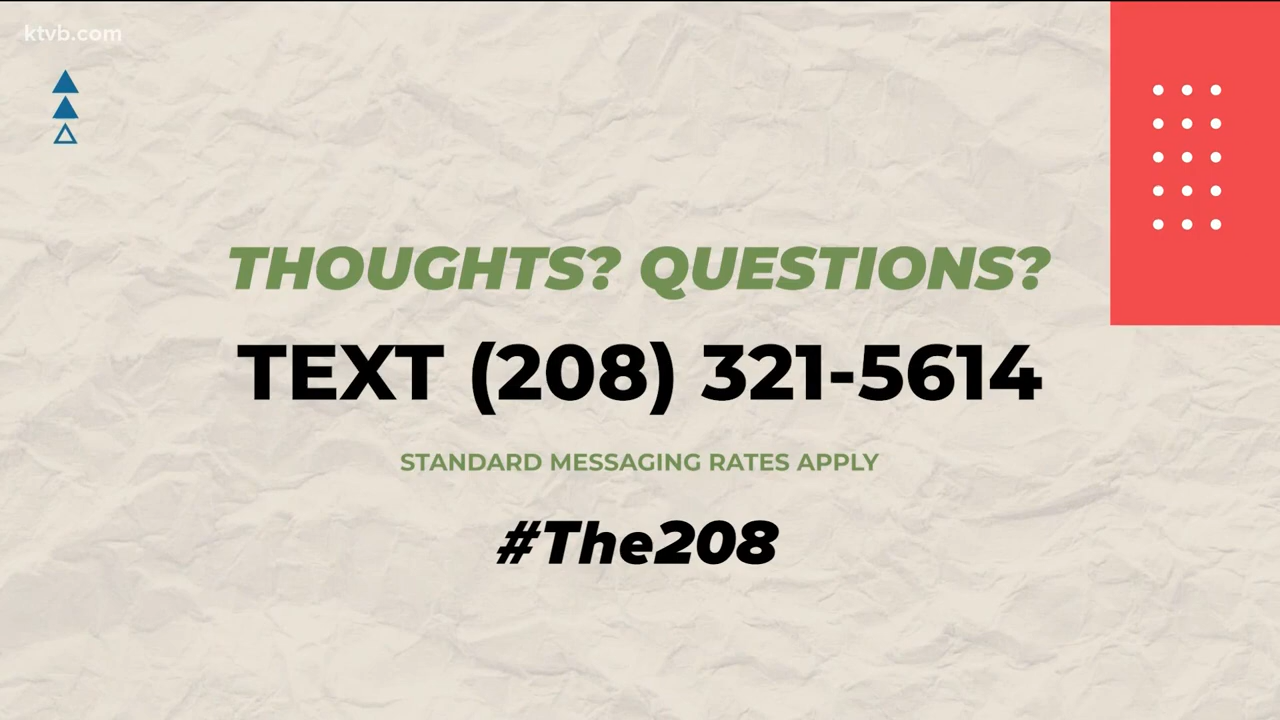 ktvb.com
THOUGHTS? QUESTIONS?
TEXT (208) 321-5614
STANDARD MESSAGING RATES APPLY
#The208